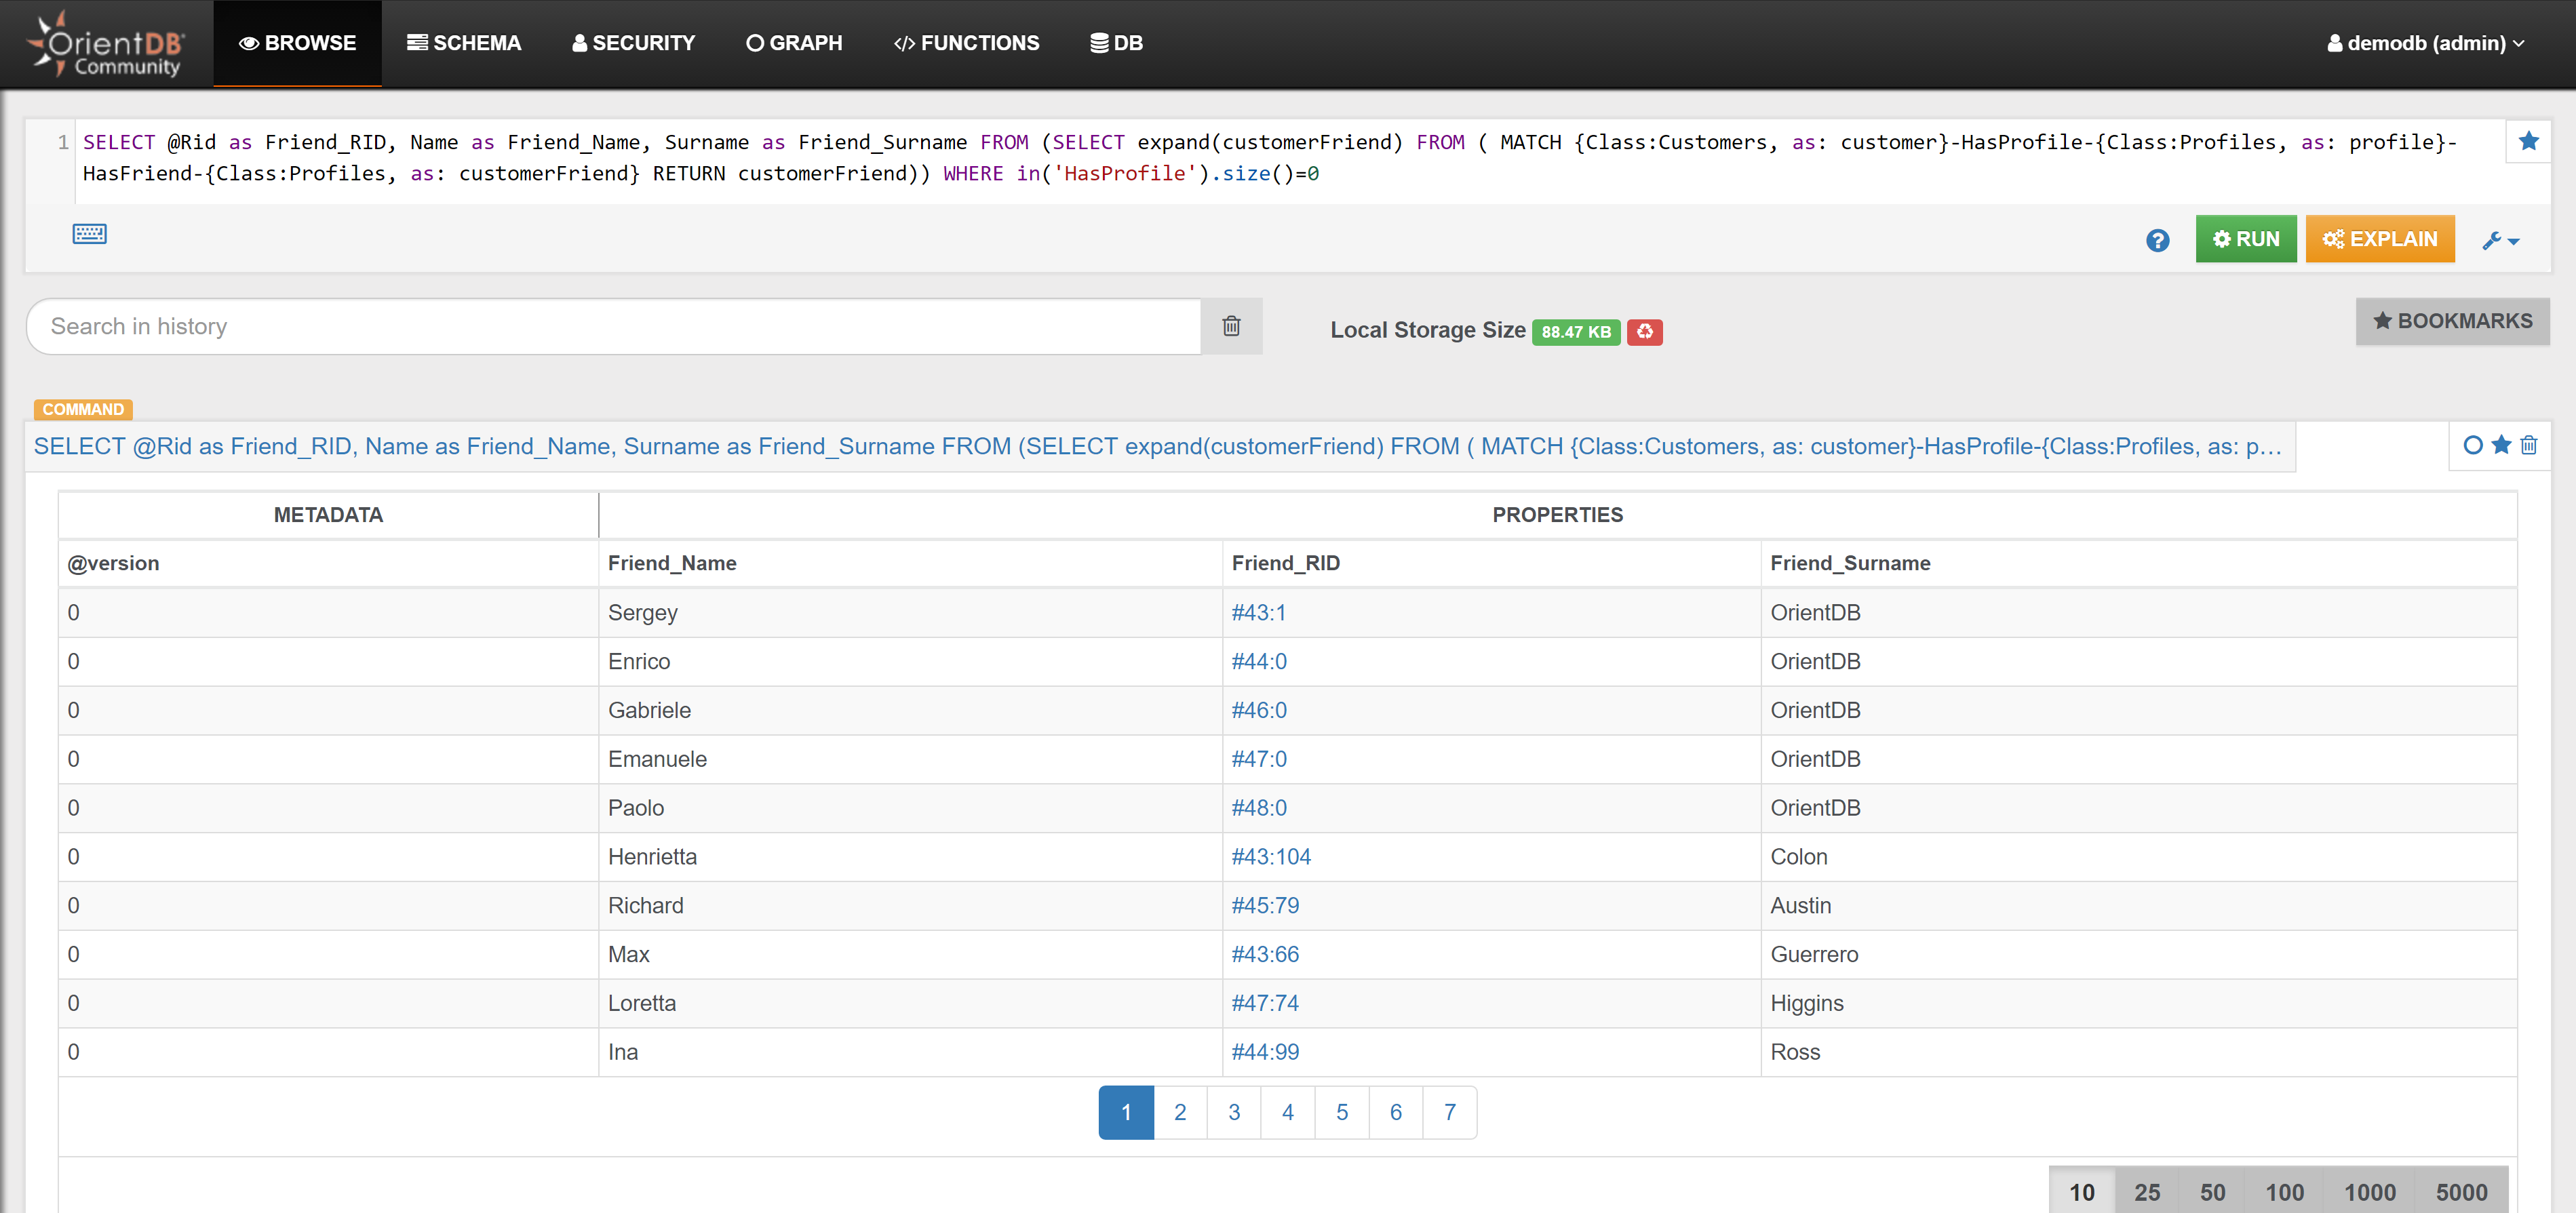 OrientDB
Community
BROWSE
SCHEMA
SECURITY
GRAPH
</> FUNCTIONS
DB
demodb (admin)
1
SELECT @Rid as Friend_RID, Name as Friend_Name, Surname as Friend_Surname FROM (SELECT expand(customerFriend) FROM ( MATCH {Class:Customers, as: customer}-HasProfile-{Class:Profiles, as: profile}-
HasFriend-{Class:Profiles, as: customerFriend} RETURN customerFriend)) WHERE in('HasProfile').size()=0
?
RUN
EXPLAIN
Search in history
Local Storage Size 88.47 KB
BOOKMARKS
COMMAND
SELECT @Rid as Friend_RID, Name as Friend_Name, Surname as Friend_Surname FROM (SELECT expand(customerFriend) FROM ( MATCH {Class:Customers, as: customer}-HasProfile-{Class:Profiles, as: p...
METADATA PROPERTIES
@version Friend_Name Friend_RID Friend_Surname
0 Sergey #43:1 OrientDB
0 Enrico #44:0 OrientDB
0 Gabriele #46:0 OrientDB
0 Emanuele #47:0 OrientDB
0 Paolo #48:0 OrientDB
0 Henrietta #43:104 Colon
0 Richard #45:79 Austin
0 Max #43:66 Guerrero
0 Loretta #47:74 Higgins
0 Ina #44:99 Ross
1 2 3 4 5 6 7
10 25 50 100 1000 5000